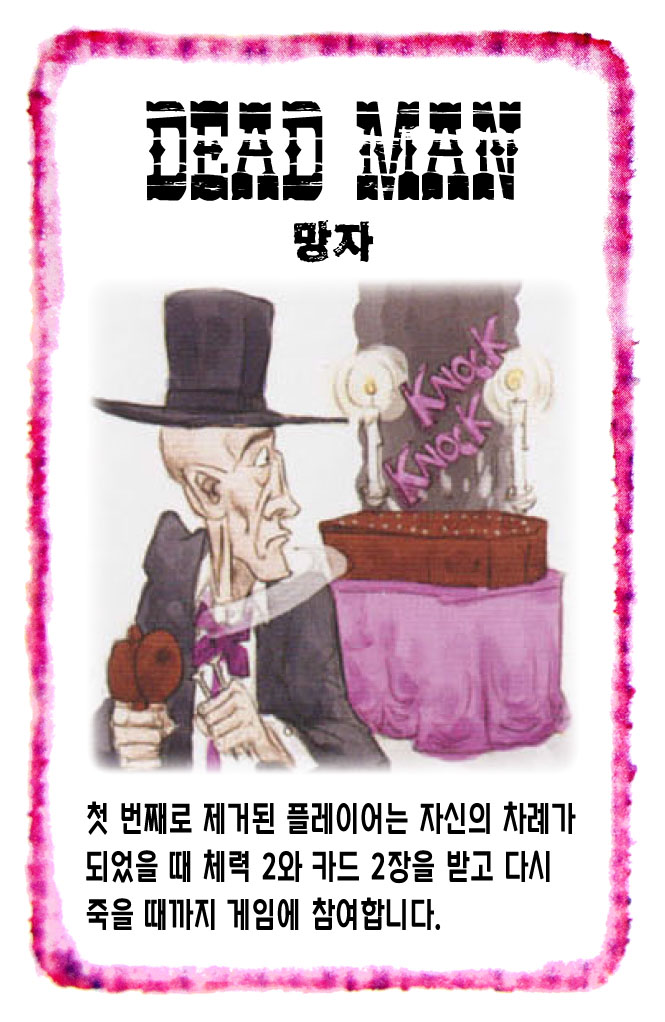 DEAD MAN
망자
KNOCK
KNOCK
첫 번째로 제거된 플레이어는 자신의 차례가
되었을 때 체력 2와 카드 2장을 받고 다시
죽을 때까지 게임에 참여합니다.